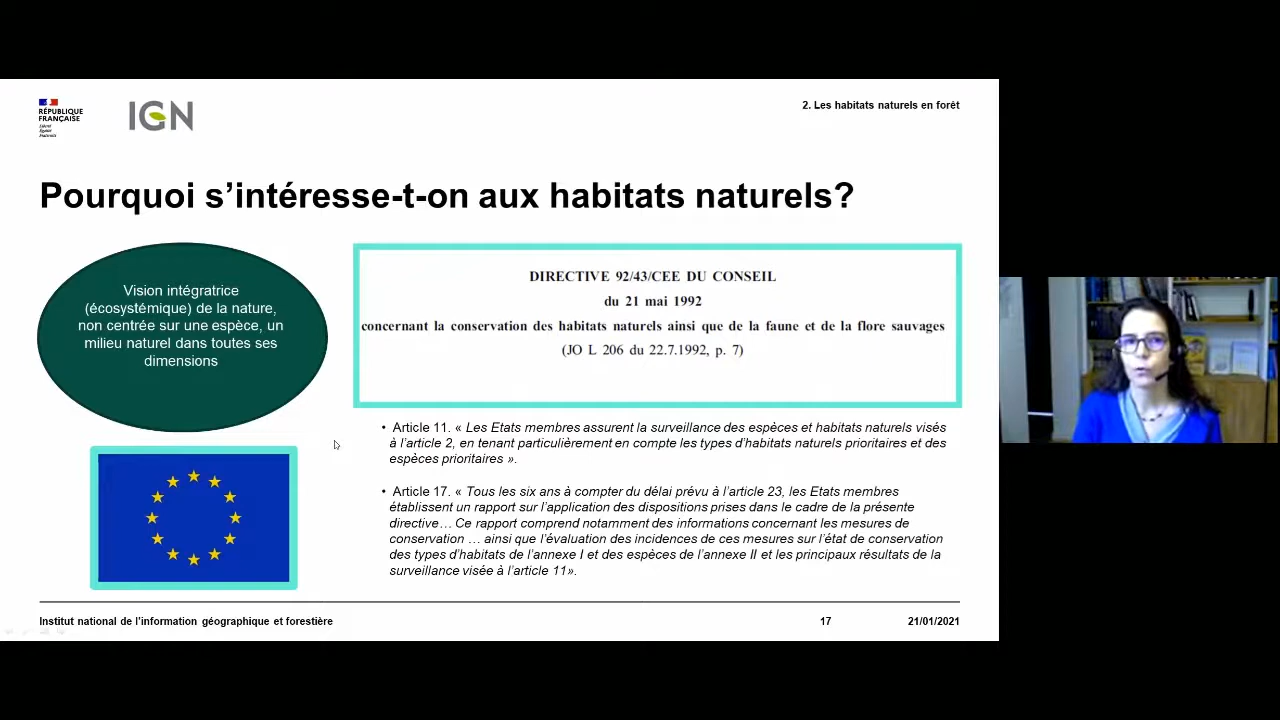 RÉPUBLIQUE
FRANÇAISE
Liberté
Égalité
Fraternité
IGN
2. Les habitats naturels en forêt
Pourquoi s’intéresse-t-on aux habitats naturels?
Vision intégratrice
(écosystémique) de la nature,
non centrée sur une espèce, un
milieu naturel dans toutes ses
dimensions
DIRECTIVE 92/43/CEE DU CONSEIL
du 21 mai 1992
concernant la conservation des habitats naturels ainsi que de la faune et de la flore sauvages
(JO L 206 du 22.7.1992, p. 7)
• Article 11. « Les Etats membres assurent la surveillance des espèces et habitats naturels visés
à l’article 2, en tenant particulièrement en compte les types d’habitats naturels prioritaires et des
espèces prioritaires ».
• Article 17. « Tous les six ans à compter du délai prévu à l’article 23, les Etats membres
établissent un rapport sur l’application des dispositions prises dans le cadre de la présente
directive… Ce rapport comprend notamment des informations concernant les mesures de
conservation … ainsi que l’évaluation des incidences de ces mesures sur l’état de conservation
des types d’habitats de l’annexe I et des espèces de l’annexe II et les principaux résultats de la
surveillance visée à l’article 11».
Institut national de l’information géographique et forestière
17
21/01/2021